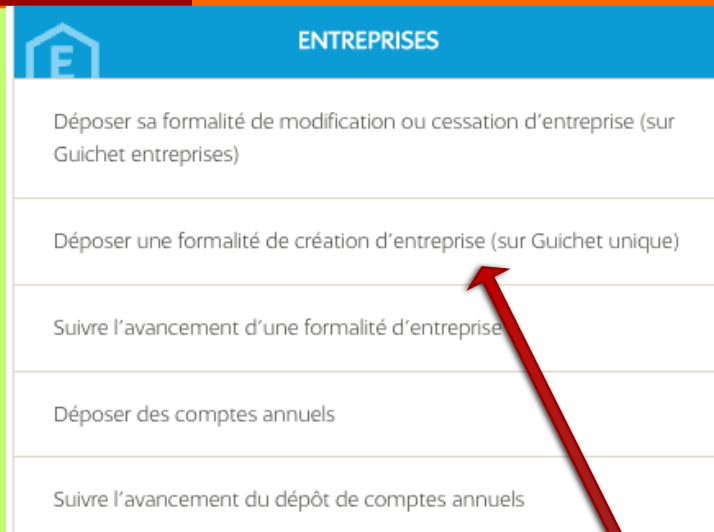 E
ENTREPRISES
Déposer sa formalité de modification ou cessation d'entreprise (sur
Guichet entreprises)
Déposer une formalité de création d'entreprise (sur Guichet unique)
Suivre l'avancement d'une formalité d'entreprise
Déposer des comptes annuels
Suivre l'avancement du dépôt de comptes annuels